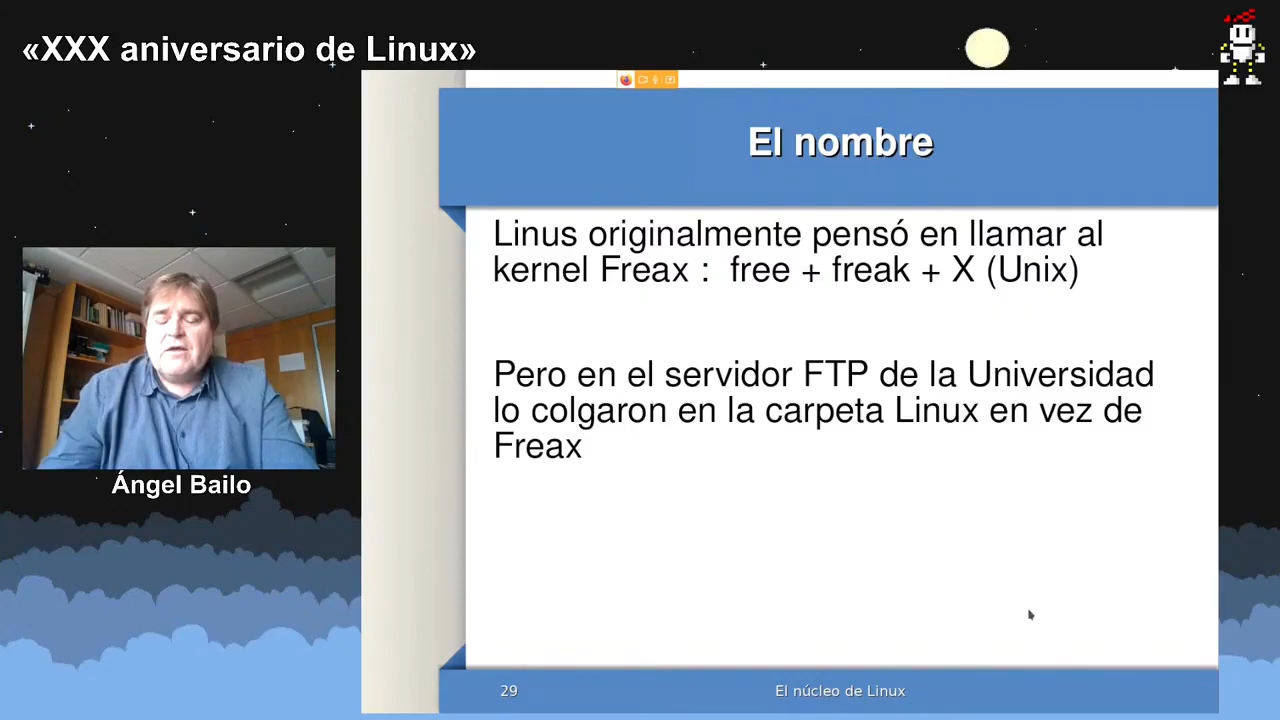 «XXX aniversario de Linux»
El nombre
Linus originalmente pensó en llamar al
kernel Freax : free + freak + X (Unix)
Pero en el servidor FTP de la Universidad
lo colgaron en la carpeta Linux en vez de
Freax
Ángel Bailo
29
El núcleo de Linux